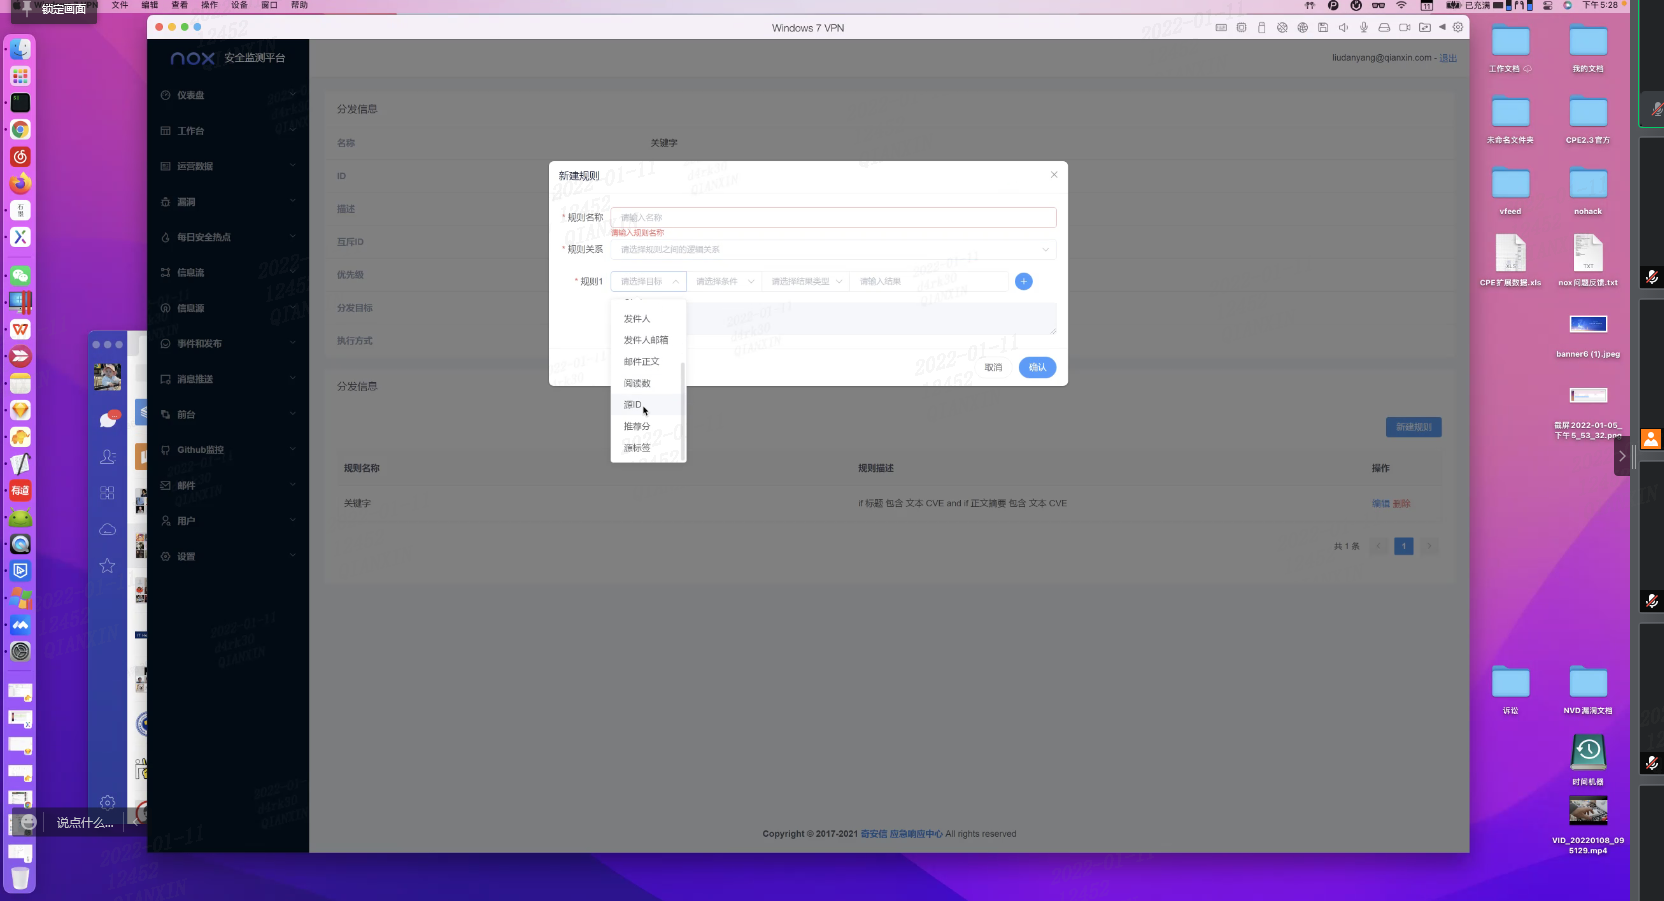 锁定画面
文件 编辑 查看 操作 设备 窗口 帮助
已充满
下午 5:28
Windows 7 VPN
nox 安全监测平台
liudanyang@qianxin.com - 退出
仪表盘
工作台
运营数据
漏洞
每日安全热点
信息流
信息源
事件和发布
消息推送
前台
Github监控
邮件
用户
设置
分发信息
名称
关键字
ID
描述
互斥ID
优先级
分发目标
执行方式
新建规则
* 规则名称
请输入名称
请输入规则名称
* 规则关系
请选择规则之间的逻辑关系
* 规则1
请选择目标
请选择条件
请选择结果类型
请输入结果
发件人
发件人邮箱
邮件正文
阅读数
源ID
推荐分
源标签
取消
确认
分发信息
新建规则
规则名称
规则描述
操作
关键字
if 标题 包含 文本 CVE and if 正文摘要 包含 文本 CVE
编辑 删除
共 1 条
1
Copyright © 2017-2021 奇安信 应急响应中心 All rights reserved
说点什么...
工作文档
我的文档
未命名文件夹
CPE2.3官方
vfeed
nohack
CPE扩展数据.xls
nox问题反馈.txt
banner6 (1).jpeg
截屏2022-01-05_
下午5_53_32.png
诉讼
NVD漏洞文档
时间机器
VID_20220108_09
5129.mp4
2022-01-11
12452
QIANXIN
有道